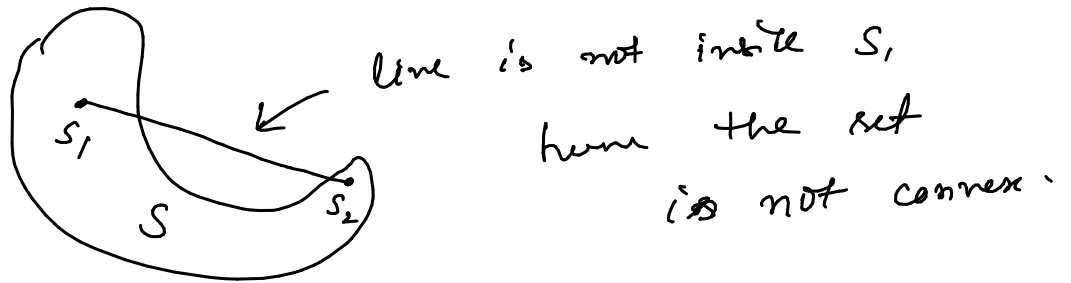 line is not inside S,
hence the set
is not convex.
S₁
S₂
S